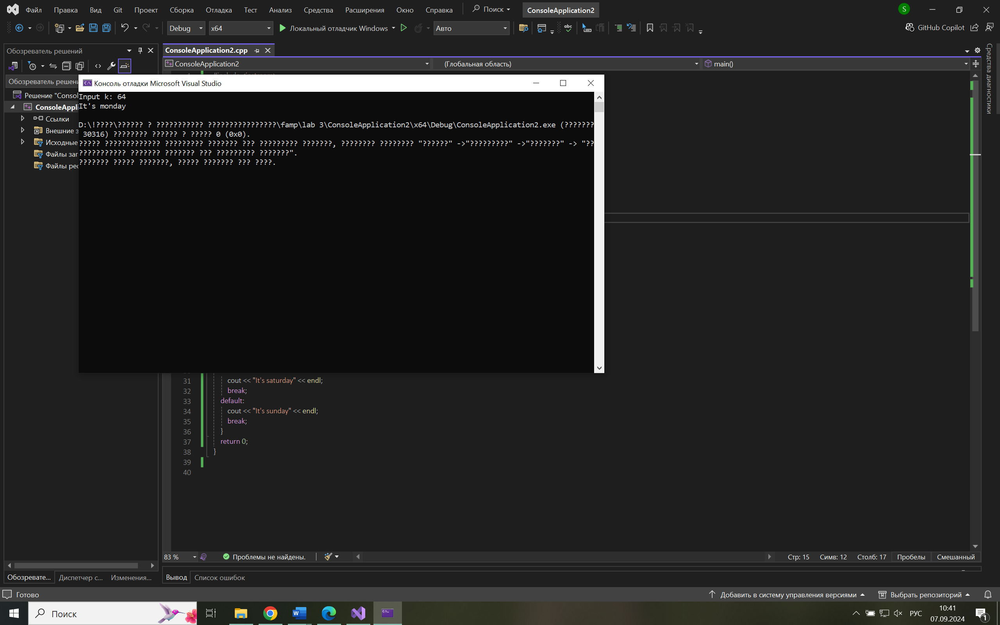 Файл Правка Вид Git Проект Сборка Отладка Тест Анализ Средства Расширения Окно Справка Поиск ConsoleApplication2 S
Debug x64 Локальный отладчик Windows Авто GitHub Copilot
Обозреватель решений
ConsoleApplication2.cpp
Средства диагностики
ConsoleApplication2 (Глобальная область) main()
Обозреватель решени
Решение "Consol
ConsoleAppli
Ссылки
Внешние з
Исходные
Файлы заг
Файлы рес
Консоль отладки Microsoft Visual Studio
Input k: 64
It's monday
D:\!????\?????? ? ??????????? ????????????????\famp\lab 3\ConsoleApplication2\x64\Debug\ConsoleApplication2.exe (???????
30316) ???????? ?????? ? ????? 0 (0x0).
????? ????????????? ????????? ??????? ??? ????????? ???????, ???????? ???????? "??????" ->"?????????" ->"???????" -> "??
??????????? ??????? ??????? ??? ????????? ???????".
??????? ????? ???????, ????? ??????? ??? ????.
31 cout << "It's saturday" << endl;
32 break;
33 default:
34 cout << "It's sunday" << endl;
35 break;
36 }
37 return 0;
38 }
39
40
83 % Проблемы не найдены. Стр: 15 Симв: 12 Столб: 17 Пробелы Смешанный
Обозревате... Диспетчер с... Изменения... Вывод Список ошибок
Готово Добавить в систему управления версиями Выбрать репозиторий
Поиск РУС 10:41
07.09.2024 1